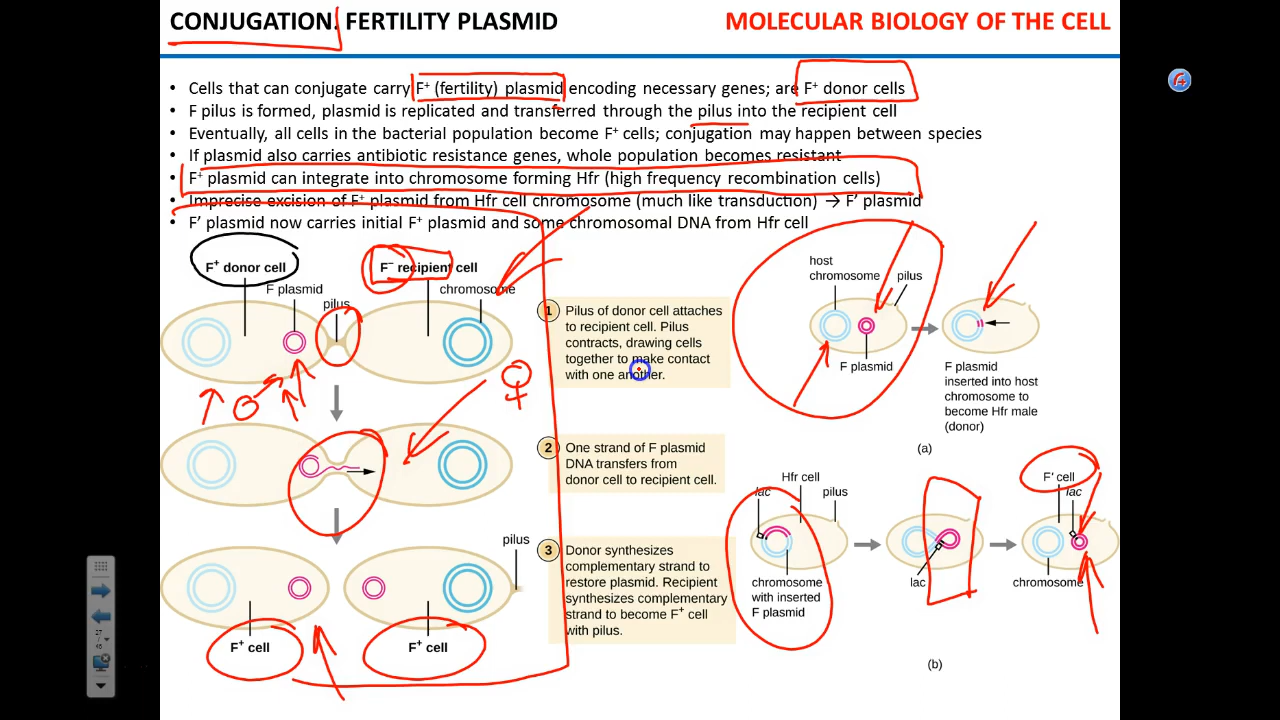 CONJUGATION. FERTILITY PLASMID
MOLECULAR BIOLOGY OF THE CELL
• Cells that can conjugate carry F⁺ (fertility) plasmid encoding necessary genes; are F⁺ donor cells
• F pilus is formed, plasmid is replicated and transferred through the pilus into the recipient cell
• Eventually, all cells in the bacterial population become F⁺ cells; conjugation may happen between species
• If plasmid also carries antibiotic resistance genes, whole population becomes resistant
• F⁺ plasmid can integrate into chromosome forming Hfr (high frequency recombination cells)
• Imprecise excision of F⁺ plasmid from Hfr cell chromosome (much like transduction) → F’ plasmid
• F’ plasmid now carries initial F⁺ plasmid and some chromosomal DNA from Hfr cell
F⁺ donor cell
F⁻ recipient cell
F plasmid
pilus
chromosome
1
Pilus of donor cell attaches
to recipient cell. Pilus
contracts, drawing cells
together to make contact
with one another.
2
One strand of F plasmid
DNA transfers from
donor cell to recipient cell.
pilus
3
Donor synthesizes
complementary strand to
restore plasmid. Recipient
synthesizes complementary
strand to become F⁺ cell
with pilus.
F⁺ cell
F⁺ cell
host
chromosome
pilus
F plasmid
F plasmid
inserted into host
chromosome to
become Hfr male
(donor)
(a)
Hfr cell
lac
pilus
F′ cell
lac
chromosome
with inserted
F plasmid
lac
chromosome
(b)